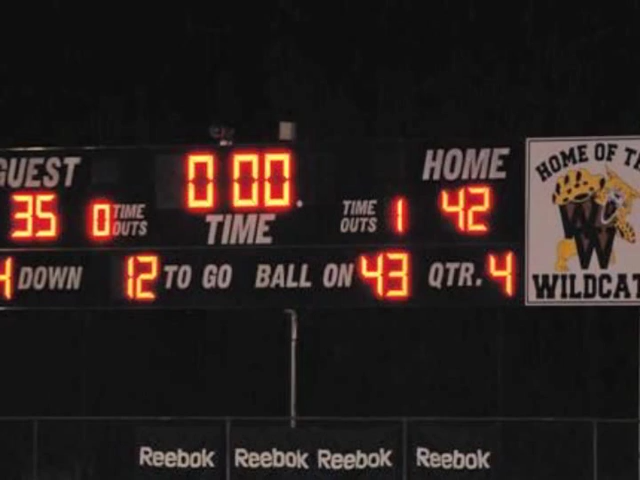 GUEST HOME
35 0 TIME OUTS 0:00 TIME TIME OUTS 1 42
4 DOWN 12 TO GO BALL ON 43 QTR. 4
HOME OF
W
WILDCAT
Reebok Reebok Reebok Reebok